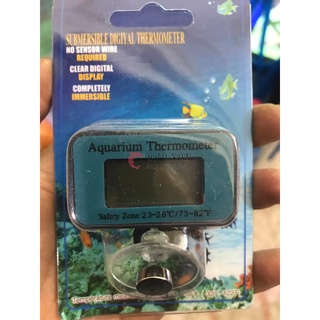 SUBMERSIBLE DIGIYAL THERMOMETER
NO SENSOR WIRE
REQUIRED
CLEAR DIGITAL
DISPLAY
COMPLETELY
IMMERSIBLE
Aquarium Thermometer
Safety Zone:23-28°C/73-82°F